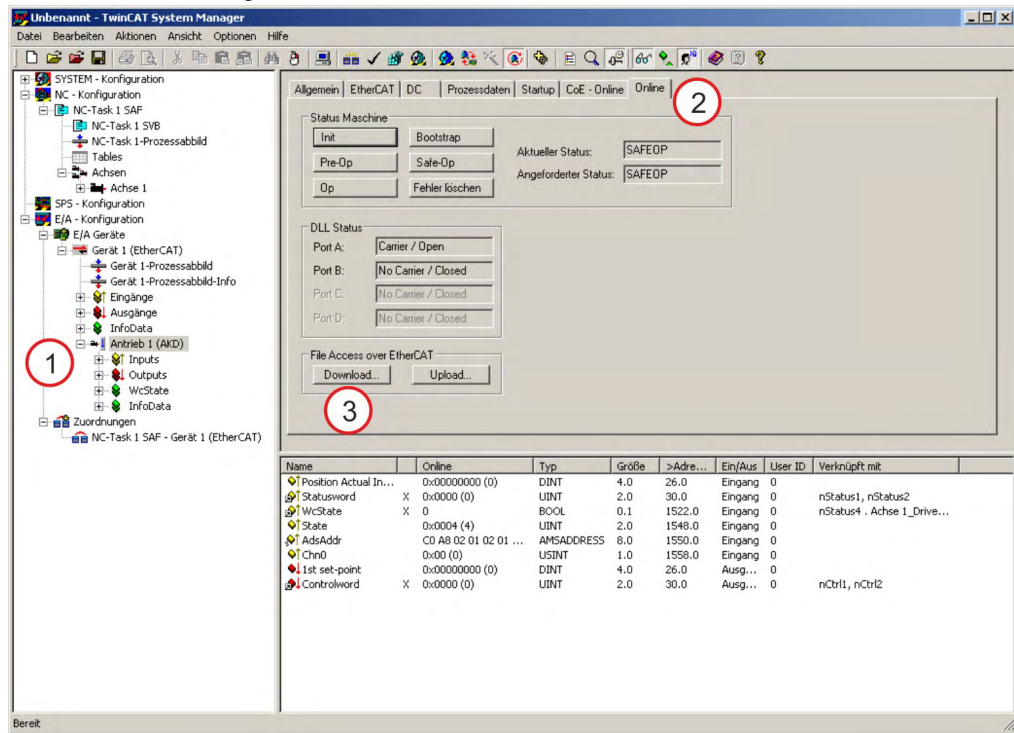 Unbenannt - TwinCAT System Manager
Datei Bearbeiten Aktionen Ansicht Optionen Hilfe
SYSTEM - Konfiguration
NC - Konfiguration
NC-Task 1 SAF
NC-Task 1 SVB
NC-Task 1-Prozessabbild
Tables
Achsen
Achse 1
SPS - Konfiguration
E/A - Konfiguration
E/A Geräte
Gerät 1 (EtherCAT)
Gerät 1-Prozessabbild
Gerät 1-Prozessabbild-Info
Eingänge
Ausgänge
InfoData
Antrieb 1 (AKD)
1
Inputs
Outputs
WcState
InfoData
Zuordnungen
NC-Task 1 SAF - Gerät 1 (EtherCAT)
Allgemein EtherCAT DC Prozessdaten Startup CoE - Online Online
2
Status Maschine
Init Bootstrap
Pre-Op Safe-Op
Op Fehler löschen
Aktueller Status: SAFEOP
Angeforderter Status: SAFEOP
DLL Status
Port A: Carrier / Open
Port B: No Carrier / Closed
Port C: No Carrier / Closed
Port D: No Carrier / Closed
File Access over EtherCAT
Download... Upload...
3
Name Online Typ Größe >Adre... Ein/Aus User ID Verknüpft mit
Position Actual In... 0x00000000 (0) DINT 4.0 26.0 Eingang 0
Statusword X 0x0000 (0) UINT 2.0 30.0 Eingang 0 nStatus1, nStatus2
WcState X 0 BOOL 0.1 1522.0 Eingang 0 nStatus4 . Achse 1_Drive...
State 0x0004 (4) UINT 2.0 1548.0 Eingang 0
AdsAddr C0 A8 02 01 02 01 ... AMSADDRESS 8.0 1550.0 Eingang 0
Chn0 0x00 (0) USINT 1.0 1558.0 Eingang 0
1st set-point 0x00000000 (0) DINT 4.0 26.0 Ausg... 0
Controlword X 0x0000 (0) UINT 2.0 30.0 Ausg... 0 nCtrl1, nCtrl2
Bereit